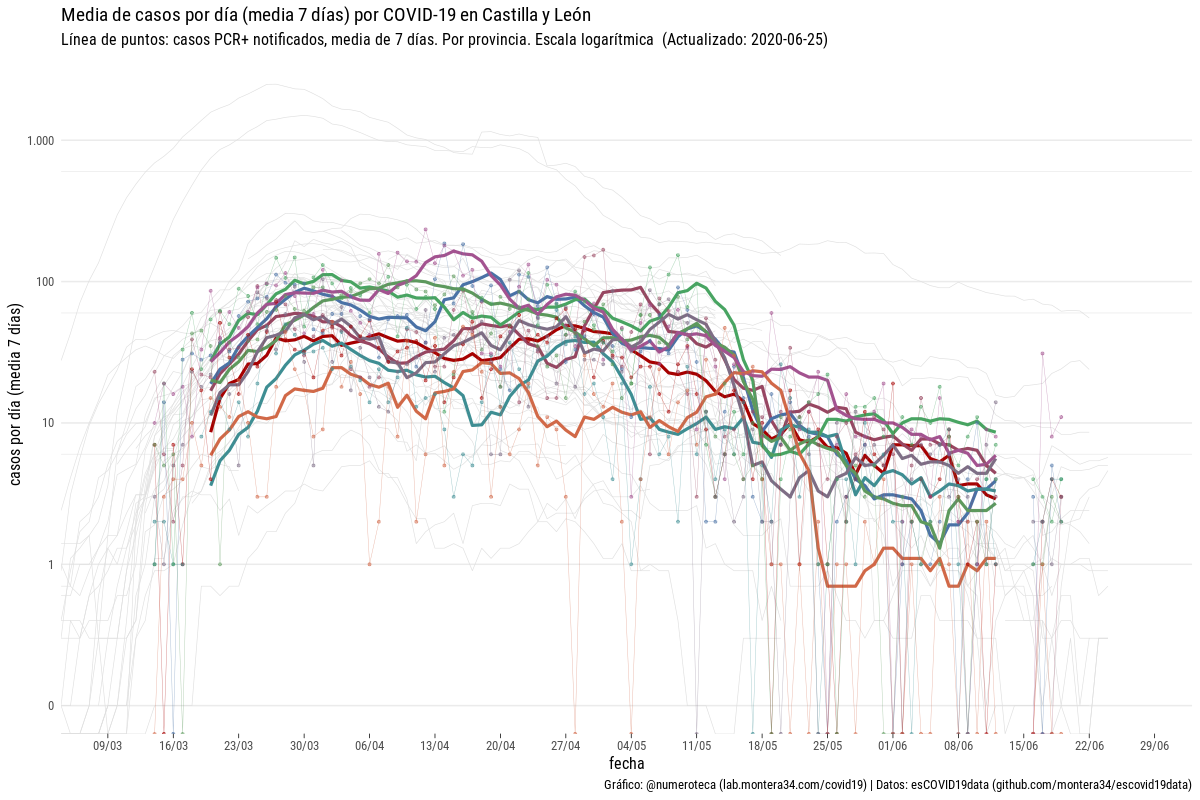 Media de casos por día (media 7 días) por COVID-19 en Castilla y León
Línea de puntos: casos PCR+ notificados, media de 7 días. Por provincia. Escala logarítmica  (Actualizado: 2020-06-25)
casos por día (media 7 días)
1.000
100
10
1
0
09/03 16/03 23/03 30/03 06/04 13/04 20/04 27/04 04/05 11/05 18/05 25/05 01/06 08/06 15/06 22/06 29/06
fecha
Gráfico: @numeroteca (lab.montera34.com/covid19) | Datos: esCOVID19data (github.com/montera34/escovid19data)